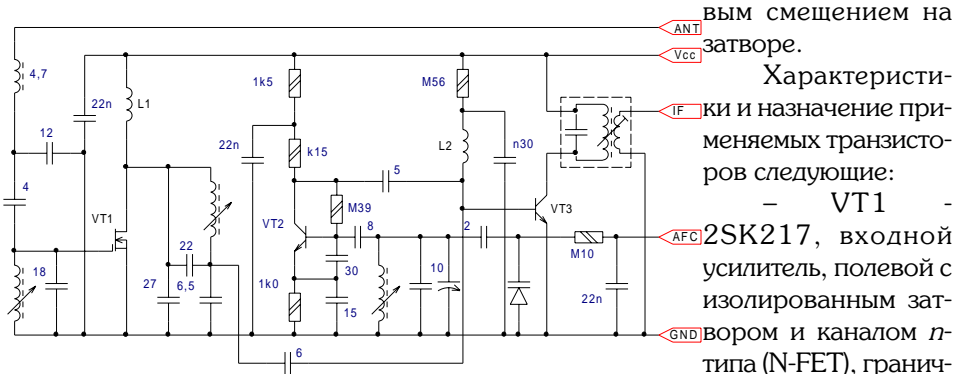 ANT
Vcc
IF
AFC
GND
4,7
22n
L1
12
4
VT1
18
27
22
6,5
1k5
22n
k15
VT2
M39
8
30
1k0
15
6
5
M56
L2
n30
2
10
VT3
M10
22n
вым смещением на
затворе.
Характеристи-
ки и назначение при-
меняемых транзисто-
ров следующие:
– VT1 -
2SK217, входной
усилитель, полевой с
изолированным зат-
вором и каналом n-
типа (N-FET), гранич-